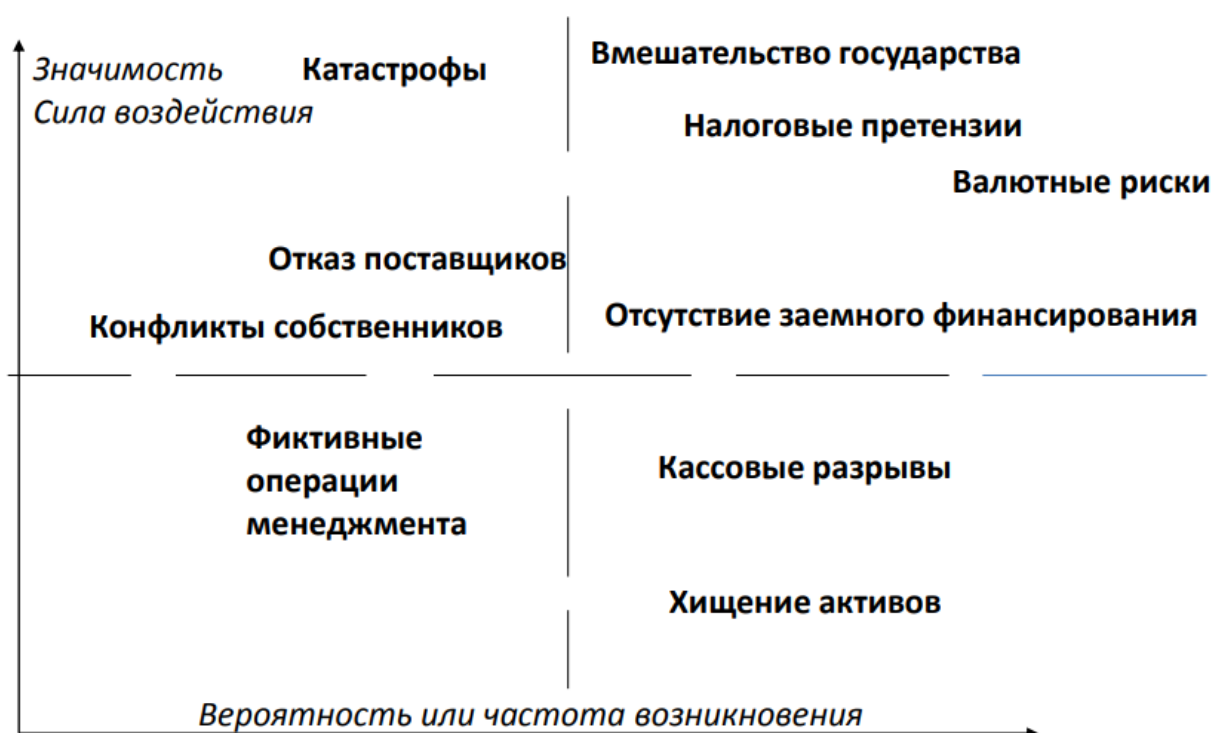 Значимость
Сила воздействия
Катастрофы
Вмешательство государства
Налоговые претензии
Валютные риски
Отказ поставщиков
Конфликты собственников
Отсутствие заемного финансирования
Фиктивные
операции
менеджмента
Кассовые разрывы
Хищение активов
Вероятность или частота возникновения